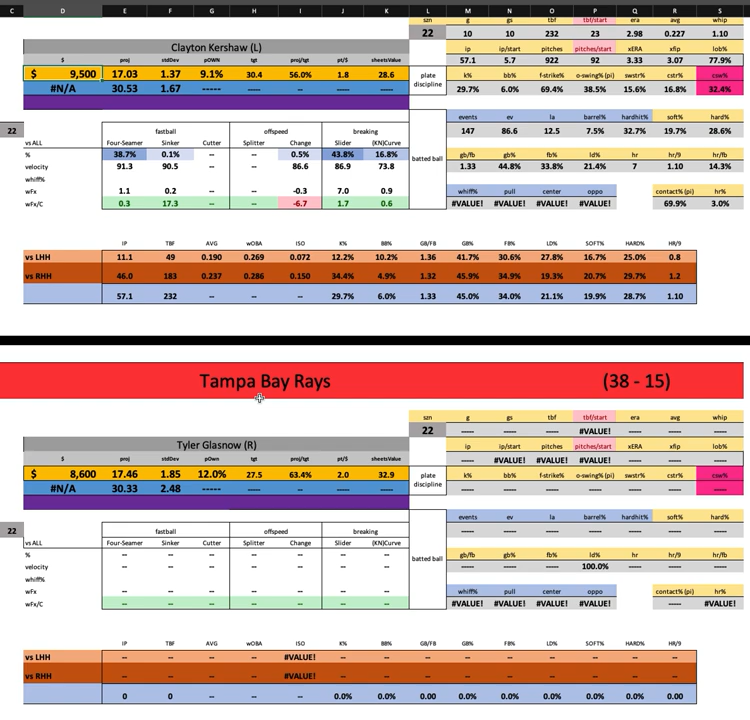 C D E F G H I J K L M N O P Q R S
szn g gs tbf tbf/start era avg whip
22 10 10 232 23 2.98 0.227 1.10
Clayton Kershaw (L)
ip ip/start pitches pitches/start xERA xfip lob%
57.1 5.7 922 92 3.33 3.07 77.9%
$ proj stdDev pOWN tgt proj/tgt pt/$ sheetsValue
$ 9,500 17.03 1.37 9.1% 30.4 56.0% 1.8 28.6
plate discipline k% bb% f-strike% o-swing% (pi) swstr% cstr% csw%
#N/A 30.53 1.67 ----- ---- --- --- ----
29.7% 6.0% 69.4% 38.5% 15.6% 16.8% 32.4%
events ev la barrel% hardhit% soft% hard%
147 86.6 12.5 7.5% 32.7% 19.7% 28.6%
22 fastball offspeed breaking
vs ALL Four-Seamer Sinker Cutter Splitter Change Slider (KN)Curve
% 38.7% 0.1% -- -- 0.5% 43.8% 16.8%
batted ball gb/fb gb% fb% ld% hr hr/9 hr/fb
velocity 91.3 90.5 -- -- 86.6 86.9 73.8
1.33 44.8% 33.8% 21.4% 7 1.10 14.3%
whiff%
wFx 1.1 0.2 -- -- -0.3 7.0 0.9
whiff% pull center oppo contact% (pi) hr%
wFx/C 0.3 17.3 -- -- -6.7 1.7 0.6
#VALUE! #VALUE! #VALUE! #VALUE! 69.9% 3.0%
IP TBF AVG wOBA ISO K% BB% GB/FB GB% FB% LD% SOFT% HARD% HR/9
vs LHH 11.1 49 0.190 0.269 0.072 12.2% 10.2% 1.36 41.7% 30.6% 27.8% 16.7% 25.0% 0.8
vs RHH 46.0 183 0.237 0.286 0.150 34.4% 4.9% 1.32 45.9% 34.9% 19.3% 20.7% 29.7% 1.2
57.1 232 -- -- 29.7% 6.0% 1.33 45.0% 34.0% 21.1% 19.9% 28.7% 1.10
Tampa Bay Rays (38 - 15)
szn g gs tbf tbf/start era avg whip
22 ----- ----- ----- #VALUE! ----- ----- -----
Tyler Glasnow (R)
ip ip/start pitches pitches/start xERA xfip lob%
----- #VALUE! #VALUE! #VALUE! ----- ----- -----
$ proj stdDev pOwn tgt proj/tgt pt/$ sheetsValue
$ 8,600 17.46 1.85 12.0% 27.5 63.4% 2.0 32.9
plate discipline k% bb% f-strike% o-swing% (pi) swstr% cstr% csw%
#N/A 30.33 2.48 ----- ---- --- --- ----
----- ----- ----- ----- ----- ----- -----
events ev la barrel% hardhit% soft% hard%
----- ----- ----- ----- ----- ----- -----
22 fastball offspeed breaking
vs ALL Four-Seamer Sinker Cutter Splitter Change Slider (KN)Curve
% -- -- -- -- -- -- --
batted ball gb/fb gb% fb% ld% hr hr/9 hr/fb
velocity -- -- -- -- -- -- --
----- ----- ----- 100.0% ----- ----- -----
whiff%
wFx -- -- -- -- -- -- --
whiff% pull center oppo contact% (pi) hr%
wFx/C -- -- -- -- -- -- --
#VALUE! #VALUE! #VALUE! #VALUE! ----- #VALUE!
IP TBF AVG wOBA ISO K% BB% GB/FB GB% FB% LD% SOFT% HARD% HR/9
vs LHH -- -- -- -- #VALUE! -- -- -- -- -- -- -- -- --
vs RHH -- -- -- -- #VALUE! -- -- -- -- -- -- -- -- --
0 0 -- -- -- 0.0% 0.0% 0.00 0.0% 0.0% 0.0% 0.0% 0.0% 0.00